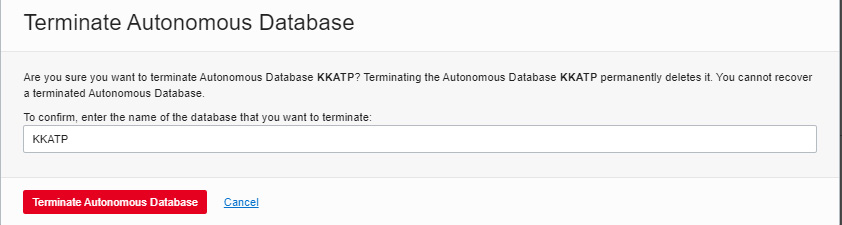 Terminate Autonomous Database
Are you sure you want to terminate Autonomous Database KKATP? Terminating the Autonomous Database KKATP permanently deletes it. You cannot recover
a terminated Autonomous Database.
To confirm, enter the name of the database that you want to terminate:
KKATP
Terminate Autonomous Database Cancel